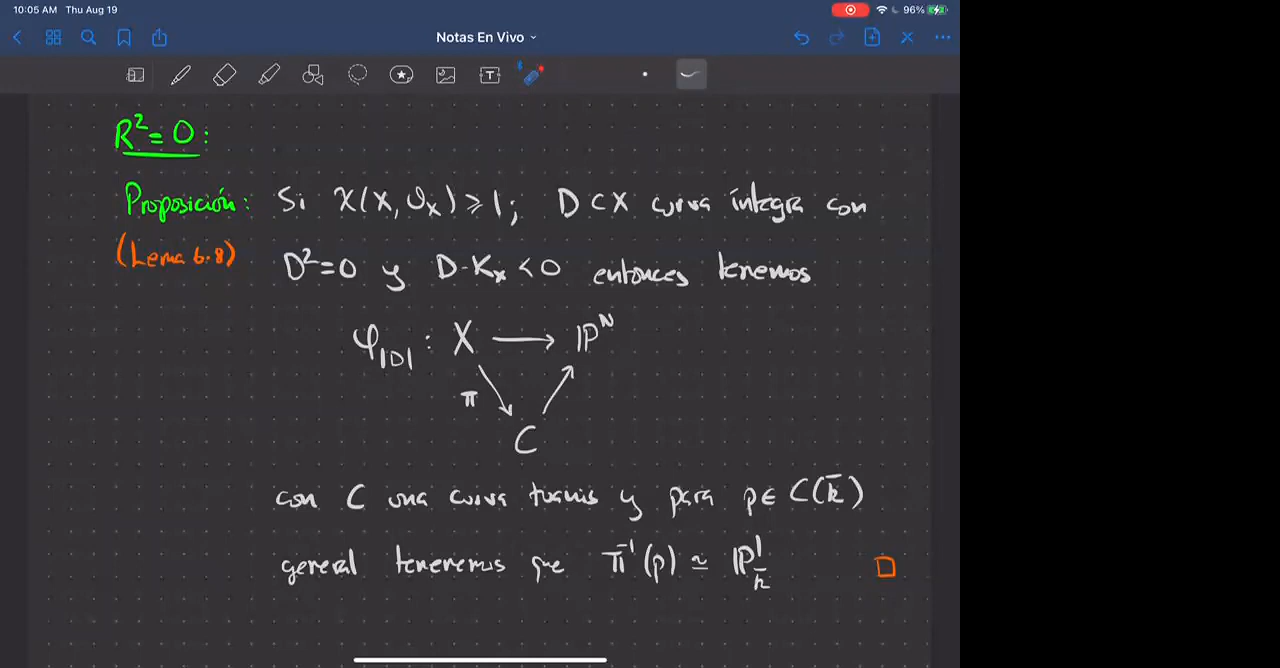 10:05 AM Thu Aug 19
96%
Notas En Vivo
R²=0:
Proposición: Si χ(X, O_X) ≥ 1; D ⊂ X curva íntegra con
(Lema 6.8) D²=0 y D·K_X < 0 entonces tenemos
φ_|D| : X → ℙ^N
π
C
con C una curva y para p ∈ C(k̄)
general tenemos que π⁻¹(p) ≃ ℙ¹_k̄ □